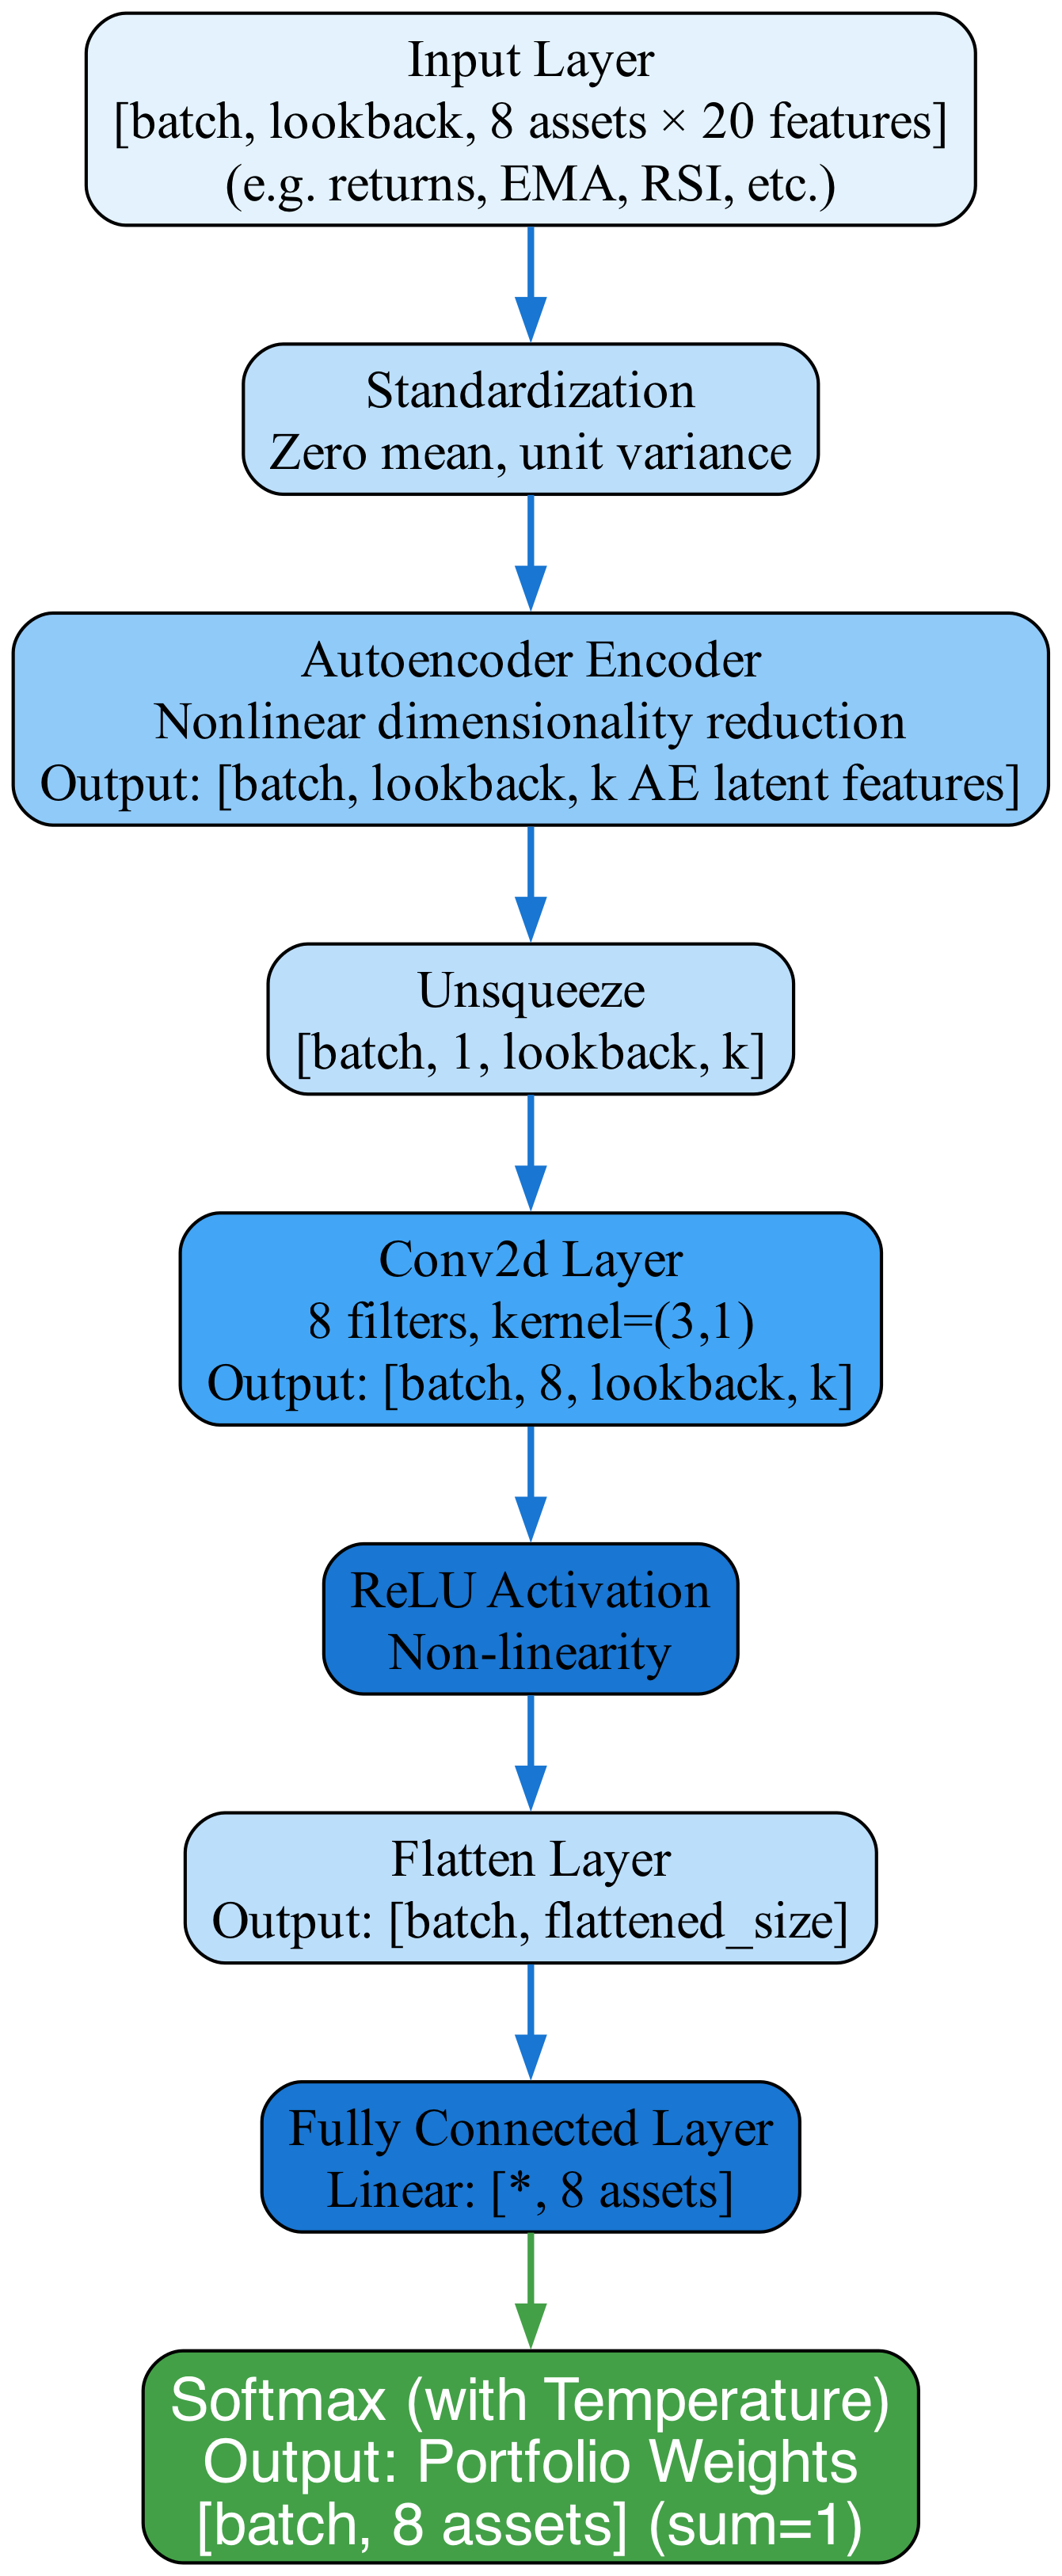 Input Layer
[batch, lookback, 8 assets × 20 features]
(e.g. returns, EMA, RSI, etc.)
Standardization
Zero mean, unit variance
Autoencoder Encoder
Nonlinear dimensionality reduction
Output: [batch, lookback, k AE latent features]
Unsqueeze
[batch, 1, lookback, k]
Conv2d Layer
8 filters, kernel=(3,1)
Output: [batch, 8, lookback, k]
ReLU Activation
Non-linearity
Flatten Layer
Output: [batch, flattened_size]
Fully Connected Layer
Linear: [*, 8 assets]
Softmax (with Temperature)
Output: Portfolio Weights
[batch, 8 assets] (sum=1)